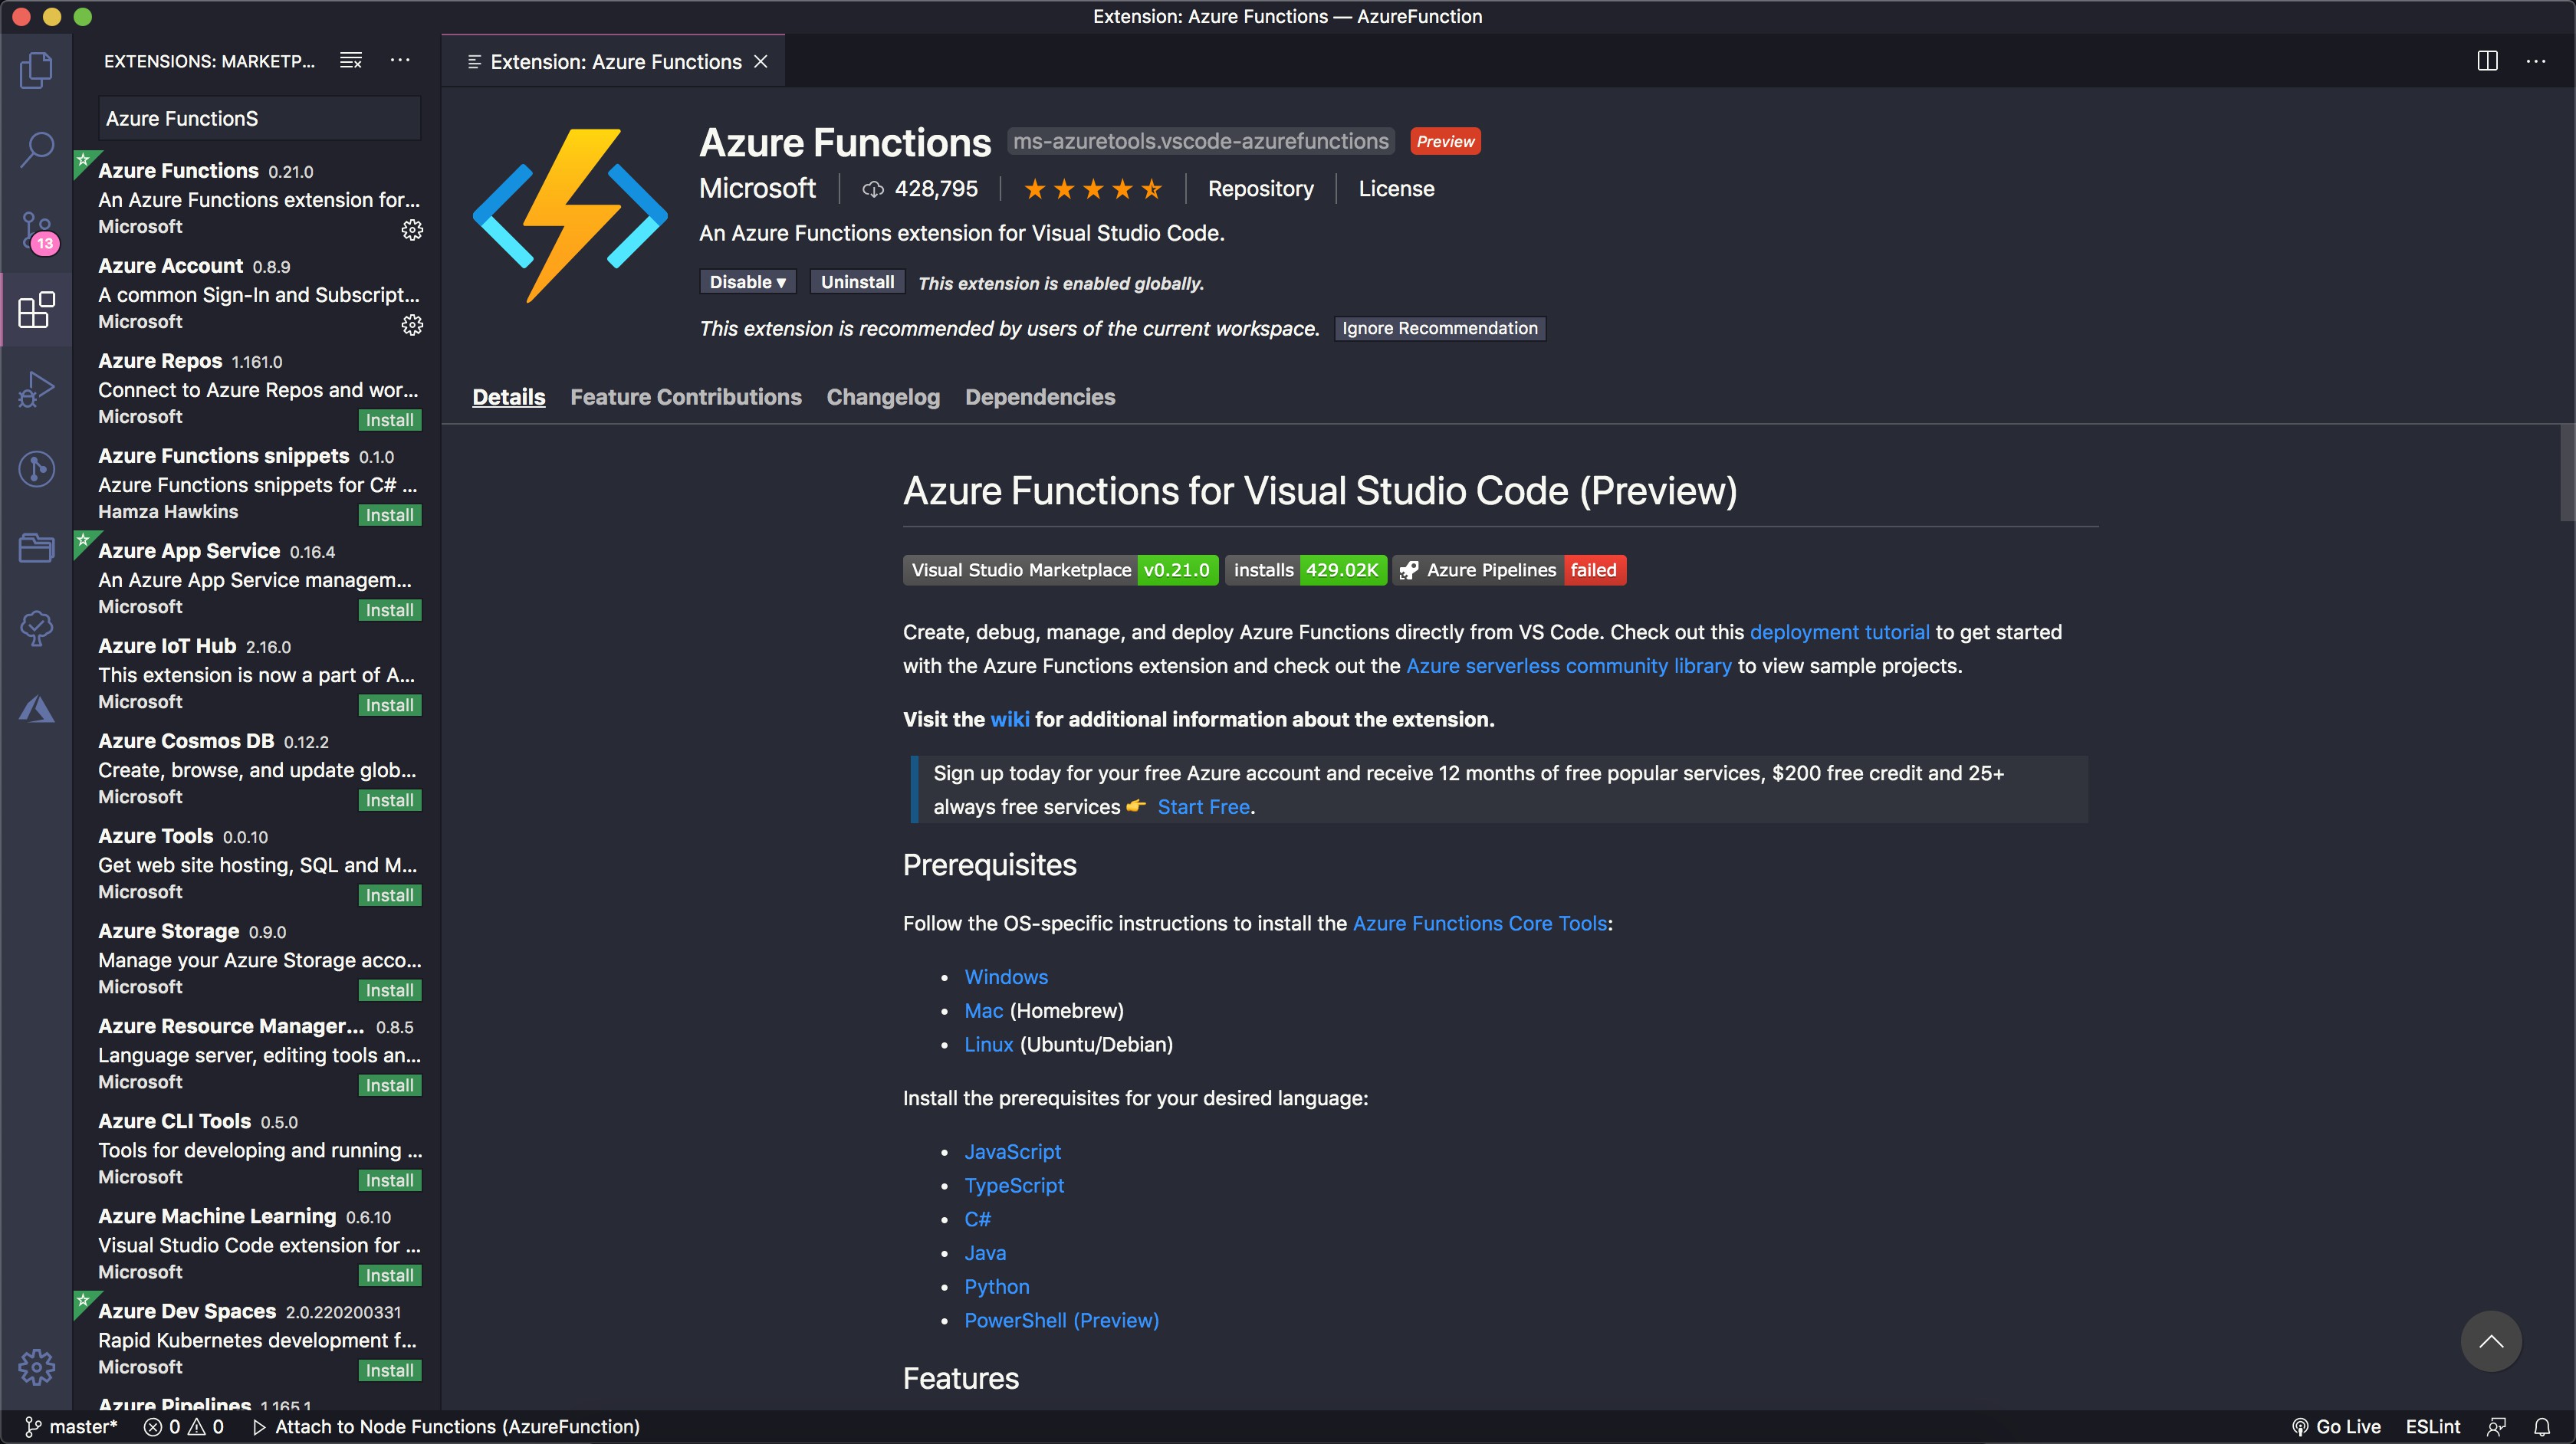 Extension: Azure Functions — AzureFunction
EXTENSIONS: MARKETP...
Azure FunctionS
Azure Functions 0.21.0
An Azure Functions extension for...
Microsoft
Azure Account 0.8.9
A common Sign-In and Subscript...
Microsoft
Azure Repos 1.161.0
Connect to Azure Repos and wor...
Microsoft Install
Azure Functions snippets 0.1.0
Azure Functions snippets for C# ...
Hamza Hawkins Install
Azure App Service 0.16.4
An Azure App Service managem...
Microsoft Install
Azure IoT Hub 2.16.0
This extension is now a part of A...
Microsoft Install
Azure Cosmos DB 0.12.2
Create, browse, and update glob...
Microsoft Install
Azure Tools 0.0.10
Get web site hosting, SQL and M...
Microsoft Install
Azure Storage 0.9.0
Manage your Azure Storage acco...
Microsoft Install
Azure Resource Manager... 0.8.5
Language server, editing tools an...
Microsoft Install
Azure CLI Tools 0.5.0
Tools for developing and running ...
Microsoft Install
Azure Machine Learning 0.6.10
Visual Studio Code extension for ...
Microsoft Install
Azure Dev Spaces 2.0.220200331
Rapid Kubernetes development f...
Microsoft Install
Azure Pipelines 1.165.1
13
Extension: Azure Functions
Azure Functions ms-azuretools.vscode-azurefunctions Preview
Microsoft 428,795 Repository License
An Azure Functions extension for Visual Studio Code.
Disable ▾ Uninstall This extension is enabled globally.
This extension is recommended by users of the current workspace. Ignore Recommendation
Details Feature Contributions Changelog Dependencies
Azure Functions for Visual Studio Code (Preview)
Visual Studio Marketplace v0.21.0 installs 429.02K Azure Pipelines failed
Create, debug, manage, and deploy Azure Functions directly from VS Code. Check out this deployment tutorial to get started
with the Azure Functions extension and check out the Azure serverless community library to view sample projects.
Visit the wiki for additional information about the extension.
Sign up today for your free Azure account and receive 12 months of free popular services, $200 free credit and 25+
always free services 👉 Start Free.
Prerequisites
Follow the OS-specific instructions to install the Azure Functions Core Tools:
• Windows
• Mac (Homebrew)
• Linux (Ubuntu/Debian)
Install the prerequisites for your desired language:
• JavaScript
• TypeScript
• C#
• Java
• Python
• PowerShell (Preview)
Features
master* 0 0 Attach to Node Functions (AzureFunction) Go Live ESLint